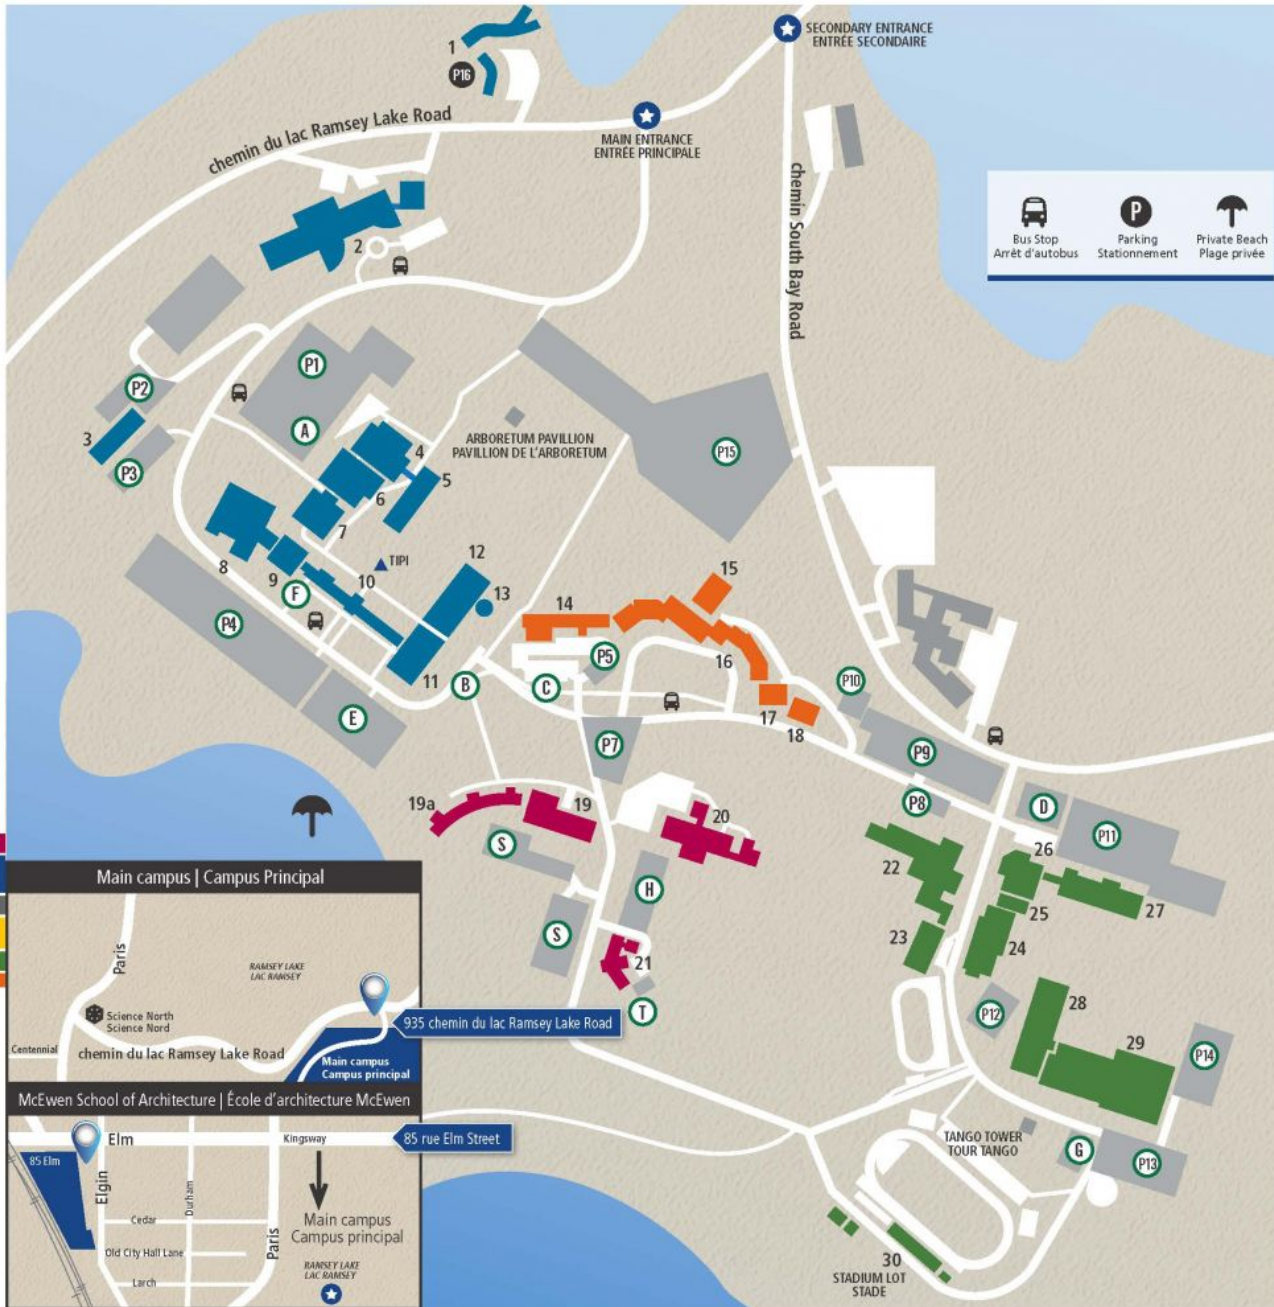 SECONDARY ENTRANCE
ENTRÉE SECONDAIRE
1
P16
MAIN ENTRANCE
ENTRÉE PRINCIPALE
chemin du lac Ramsey Lake Road
chemin South Bay Road
Bus Stop
Arrêt d'autobus
P
Parking
Stationnement
Private Beach
Plage privée
2
P1
P2
A
3
P3
4
5
6
7
ARBORETUM PAVILLION
PAVILLION DE L'ARBORETUM
P15
8
9
F
10
TIPI
12
13
P4
11
E
B
14
15
P5
16
C
17
18
P10
P7
P9
P8
D
P11
19a
19
20
S
H
S
21
T
22
23
26
25
24
27
28
P12
29
P14
TANGO TOWER
TOUR TANGO
G
P13
30
STADIUM LOT
STADE
Main campus | Campus Principal
Paris
RAMSEY LAKE
LAC RAMSEY
Science North
Science Nord
Centennial
chemin du lac Ramsey Lake Road
935 chemin du lac Ramsey Lake Road
Main campus
Campus principal
McEwen School of Architecture | École d'architecture McEwen
Elm
Kingsway
85 rue Elm Street
85 Elm
Elgin
Durham
Paris
Cedar
Old City Hall Lane
Larch
Main campus
Campus principal
RAMSEY LAKE
LAC RAMSEY